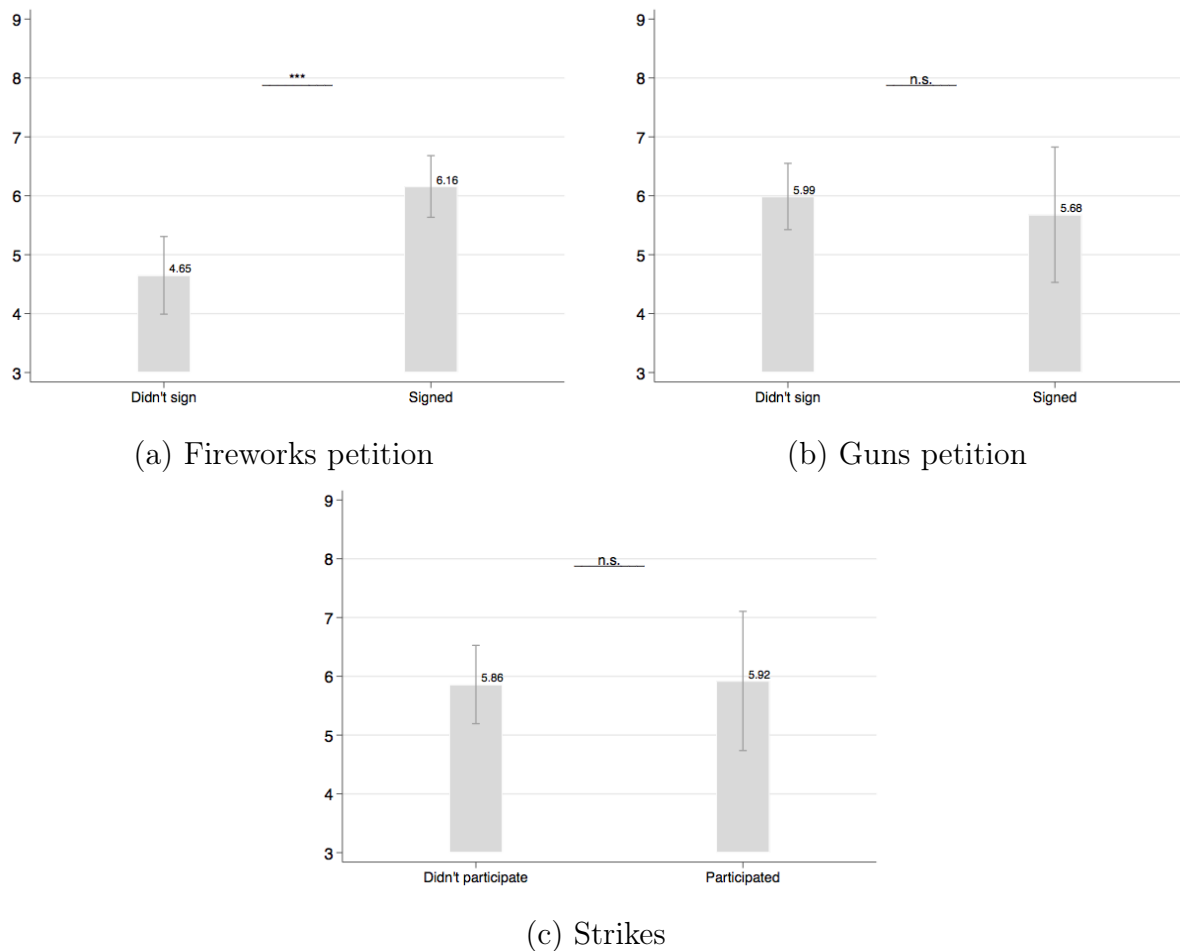 9
8
7
6
5
4
3
***
4.65
6.16
Didn't sign
Signed
(a) Fireworks petition
9
8
7
6
5
4
3
n.s.
5.99
5.68
Didn't sign
Signed
(b) Guns petition
9
8
7
6
5
4
3
n.s.
5.86
5.92
Didn't participate
Participated
(c) Strikes